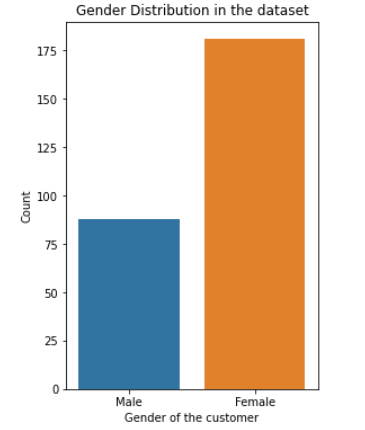 Gender Distribution in the dataset
175
150
125
100
75
50
25
0
Count
Male Female
Gender of the customer